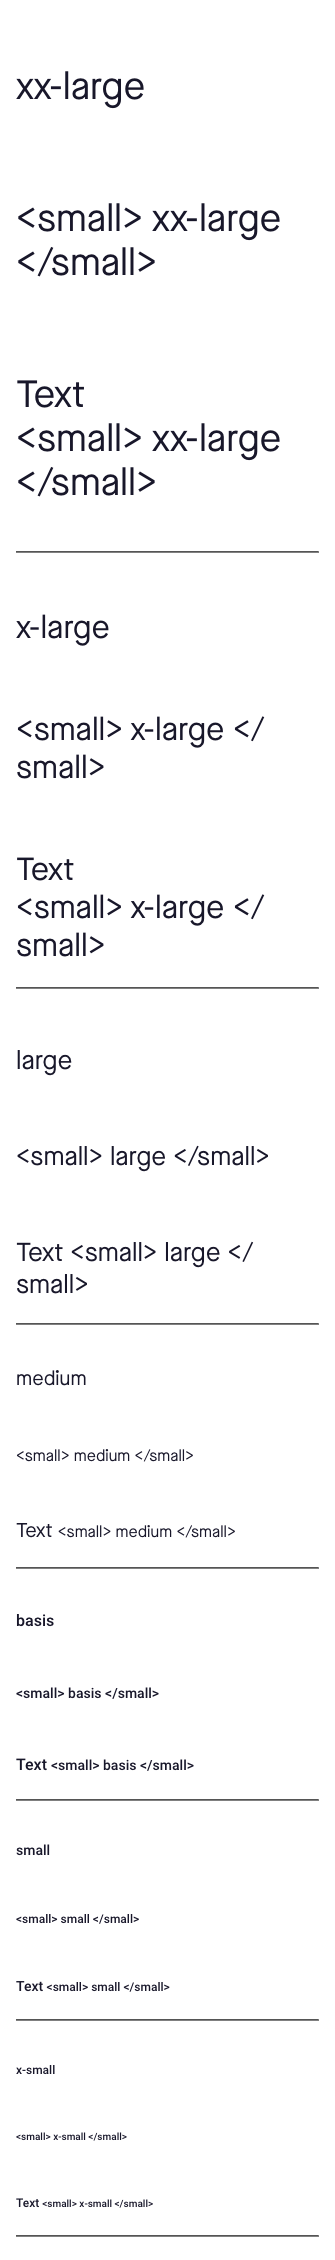 xx-large
<small> xx-large
</small>
Text
<small> xx-large
</small>
x-large
<small> x-large </
small>
Text
<small> x-large </
small>
large
<small> large </small>
Text <small> large </
small>
medium
<small> medium </small>
Text <small> medium </small>
basis
<small> basis </small>
Text <small> basis </small>
small
<small> small </small>
Text <small> small </small>
x-small
<small> x-small </small>
Text <small> x-small </small>